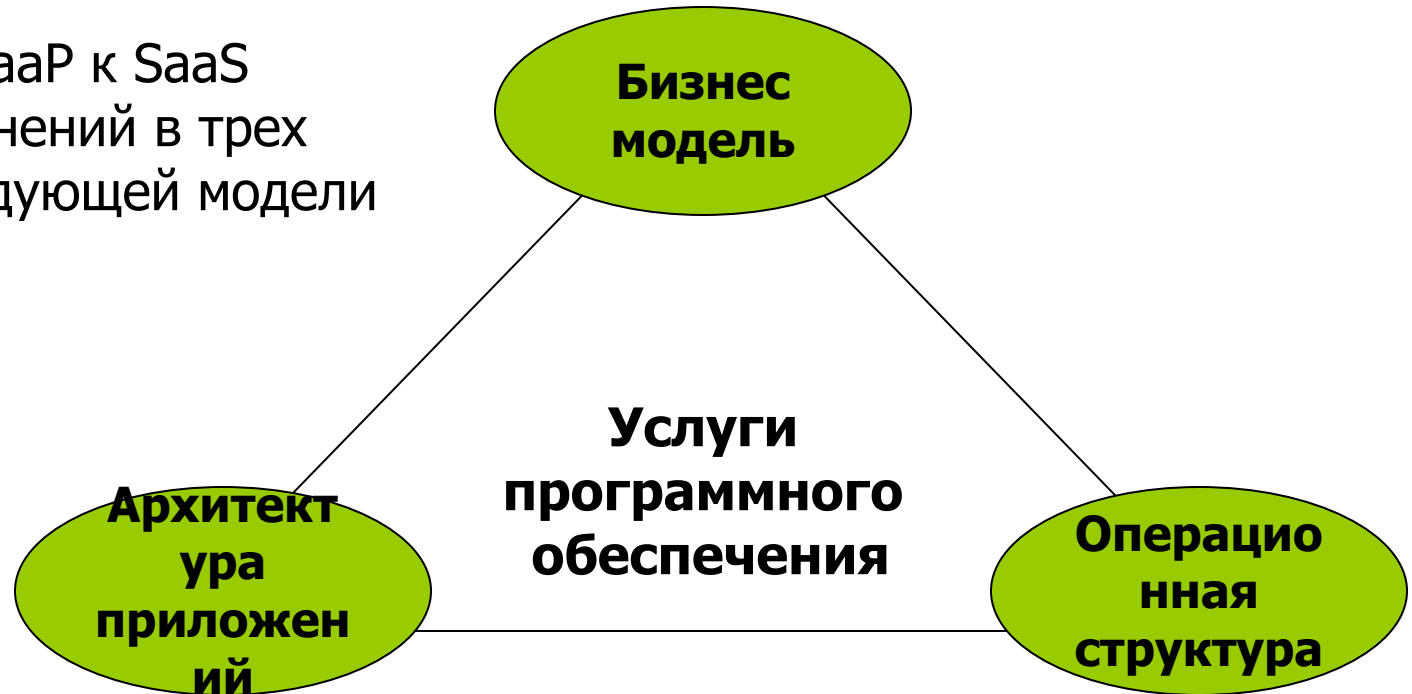 aaP к SaaS
нений в трех
дующей модели
Бизнес
модель
Услуги
программного
обеспечения
Архитект
ура
приложен
ий
Операцио
нная
структура